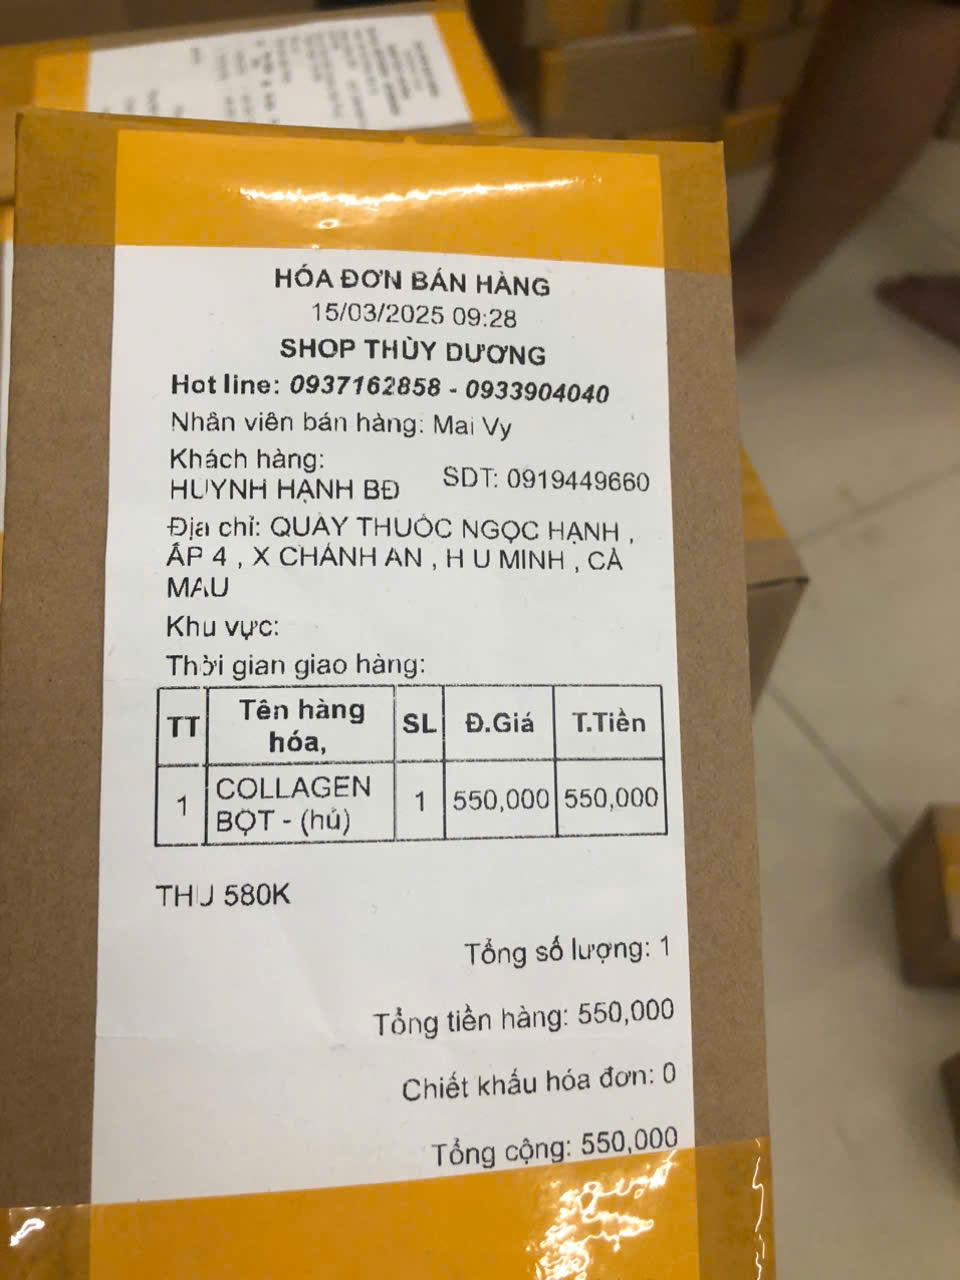 HÓA ĐƠN BÁN HÀNG
15/03/2025 09:28
SHOP THÙY DƯƠNG
Hot line: 0937162858 - 0933904040
Nhân viên bán hàng: Mai Vy
Khách hàng:
HUYNH HẠNH BĐ SDT: 0919449660
Địa chỉ: QUẦY THUỐC NGỌC HẠNH ,
ẤP 4 , X CHÁNH AN , H U MINH , CÀ
MAU
Khu vực:
Thời gian giao hàng:
TT Tên hàng hóa, SL Đ.Giá T.Tiền
1 COLLAGEN BỘT - (hủ) 1 550,000 550,000
THU 580K
Tổng số lượng: 1
Tổng tiền hàng: 550,000
Chiết khấu hóa đơn: 0
Tổng cộng: 550,000